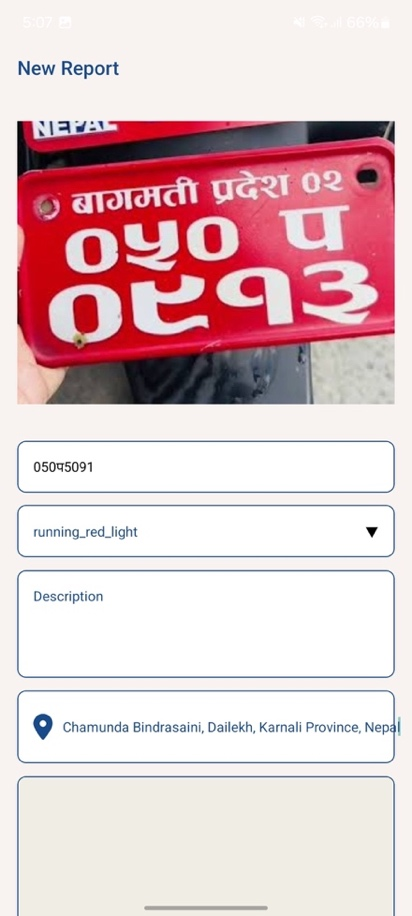 5:07
66%
New Report
NEPAL
बागमती प्रदेश ०२
०५० प
०९१३
050प5091
running_red_light
Description
Chamunda Bindrasaini, Dailekh, Karnali Province, Nepal